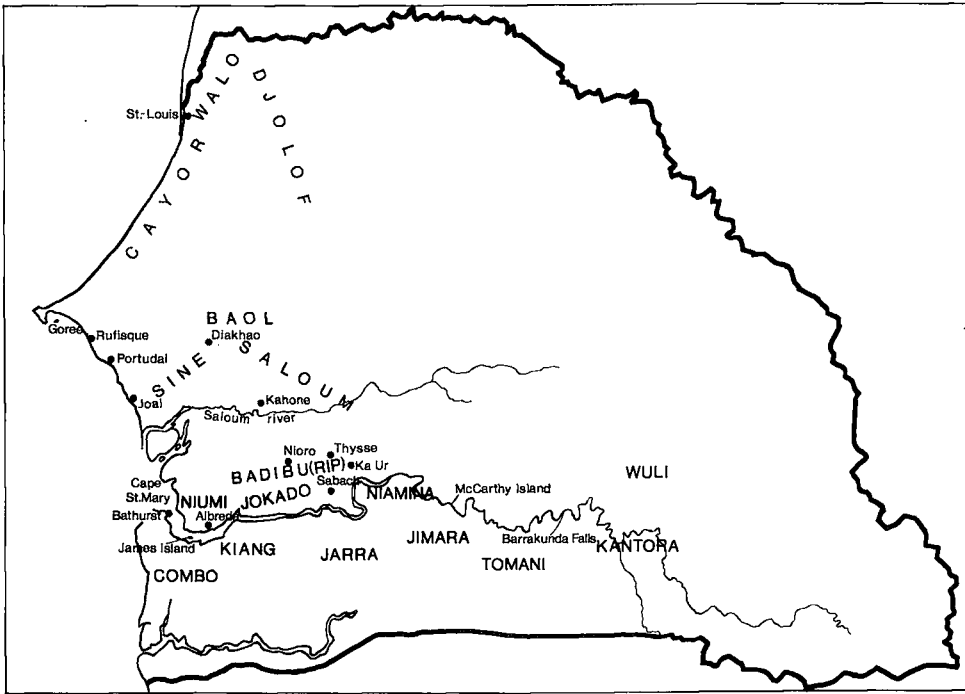 WALO
DJOLOF
St.-Louis
CAYOR
BAOL
Goree
Rufisque
Diakhao
Portudal
SINE
SALOUM
Joal
Kahone
Saloum river
Nioro
Thysse
BADIBU(RIP)
Ka Ur
WULI
Cape
St.Mary
Sabach
NIUMI
JOKADO
NIAMINA
McCarthy Island
Bathurst
Albreda
James Island
KIANG
JARRA
JIMARA
Barrakunda Falls
KANTORA
TOMANI
COMBO